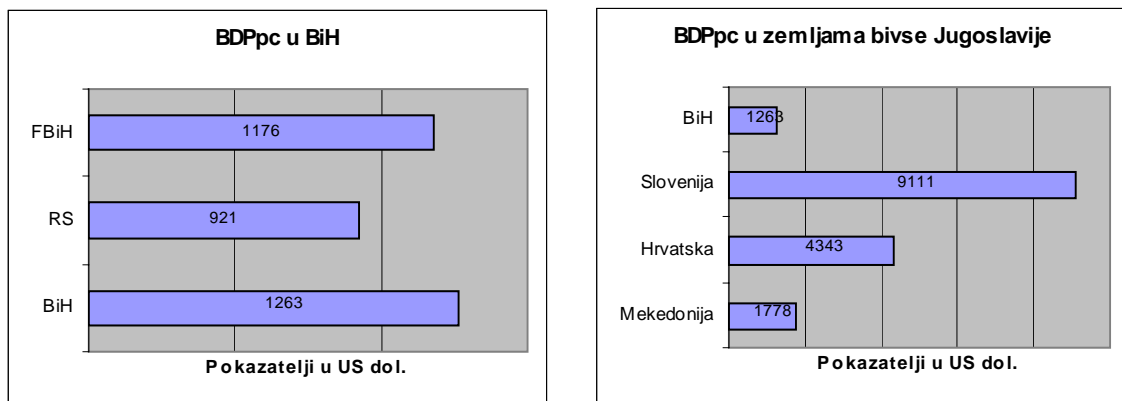 BDPpc u BiH
FBiH
1176
RS
921
BiH
1263
Pokazatelji u US dol.
BDPpc u zemljama bivse Jugoslavije
BiH
1263
Slovenija
9111
Hrvatska
4343
Mekedonija
1778
Pokazatelji u US dol.